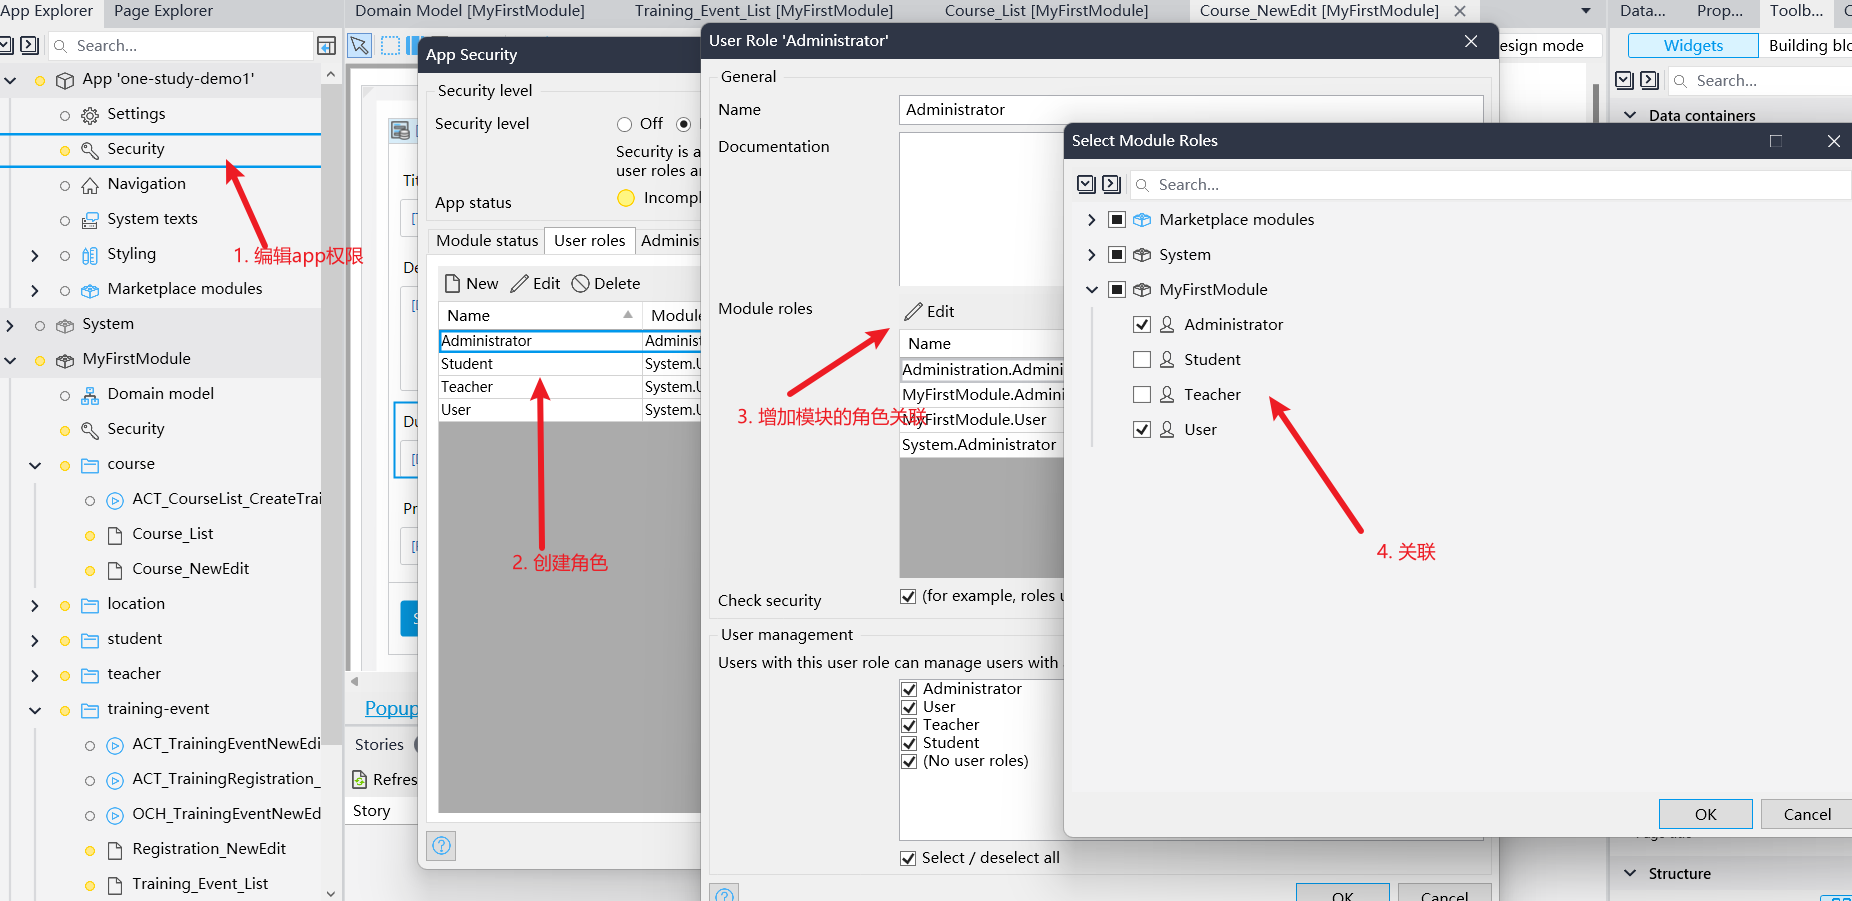 App Explorer
Page Explorer
Domain Model [MyFirstModule]
Training_Event_List [MyFirstModule]
Course_List [MyFirstModule]
Course_NewEdit [MyFirstModule]
Data...
Prop...
Toolb...
Search...
App 'one-study-demo1'
Settings
Security
Navigation
System texts
Styling
Marketplace modules
System
MyFirstModule
Domain model
Security
course
ACT_CourseList_CreateTrai
Course_List
Course_NewEdit
location
student
teacher
training-event
ACT_TrainingEventNewEdi
ACT_TrainingRegistration_
OCH_TrainingEventNewEd
Registration_NewEdit
Training_Event_List
1. 编辑app权限
Popup
Stories
Refres
Story
App Security
Security level
Security level
Off
Security is a
user roles a
App status
Incompl
Module status
User roles
Adminis
New
Edit
Delete
Name
Module
Administrator
Adminis
Student
System.U
Teacher
System.U
User
System.U
2. 创建角色
User Role 'Administrator'
General
Name
Administrator
Documentation
Module roles
Edit
Name
Administration.Admini
MyFirstModule.Admini
MyFirstModule.User
System.Administrator
3. 增加模块的角色关联
Check security
(for example, roles u
User management
Users with this user role can manage users with
Administrator
User
Teacher
Student
(No user roles)
Select / deselect all
OK
Cancel
Select Module Roles
Search...
Marketplace modules
System
MyFirstModule
Administrator
Student
Teacher
User
4. 关联
OK
Cancel
esign mode
Widgets
Building blo
Search...
Data containers
Structure